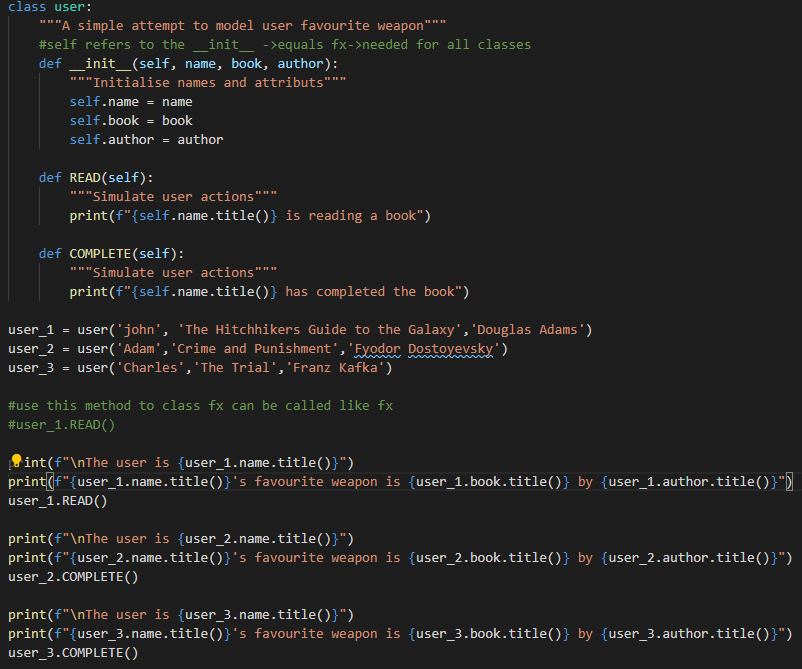 class user:
    """A simple attempt to model user favourite weapon"""
    #self refers to the __init__ ->equals fx->needed for all classes
    def __init__(self, name, book, author):
        """Initialise names and attributs"""
        self.name = name
        self.book = book
        self.author = author

    def READ(self):
        """Simulate user actions"""
        print(f"{self.name.title()} is reading a book")

    def COMPLETE(self):
        """Simulate user actions"""
        print(f"{self.name.title()} has completed the book")

user_1 = user('john', 'The Hitchhikers Guide to the Galaxy','Douglas Adams')
user_2 = user('Adam','Crime and Punishment','Fyodor Dostoyevsky')
user_3 = user('Charles','The Trial','Franz Kafka')

#use this method to class fx can be called like fx
#user_1.READ()

print(f"\nThe user is {user_1.name.title()}")
print(f"{user_1.name.title()}'s favourite weapon is {user_1.book.title()} by {user_1.author.title()}")
user_1.READ()

print(f"\nThe user is {user_2.name.title()}")
print(f"{user_2.name.title()}'s favourite weapon is {user_2.book.title()} by {user_2.author.title()}")
user_2.COMPLETE()

print(f"\nThe user is {user_3.name.title()}")
print(f"{user_3.name.title()}'s favourite weapon is {user_3.book.title()} by {user_3.author.title()}")
user_3.COMPLETE()